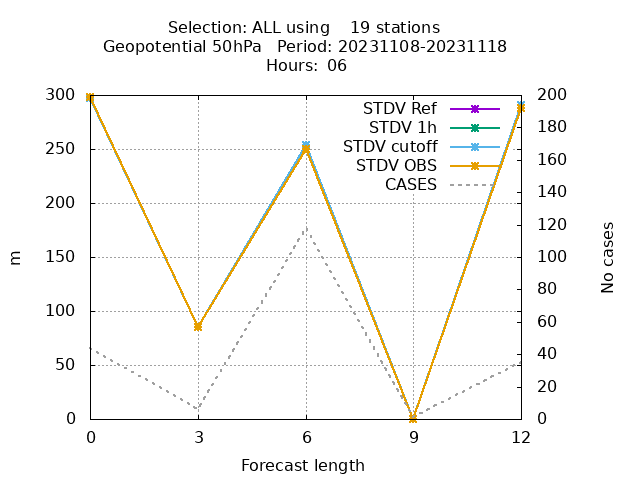 Selection: ALL using 19 stations
Geopotential 50hPa Period: 20231108-20231118
Hours: 06
300
250
200
150
100
50
0
m
200
180
160
140
120
100
80
60
40
20
0
No cases
STDV Ref
STDV 1h
STDV cutoff
STDV OBS
CASES
0 3 6 9 12
Forecast length